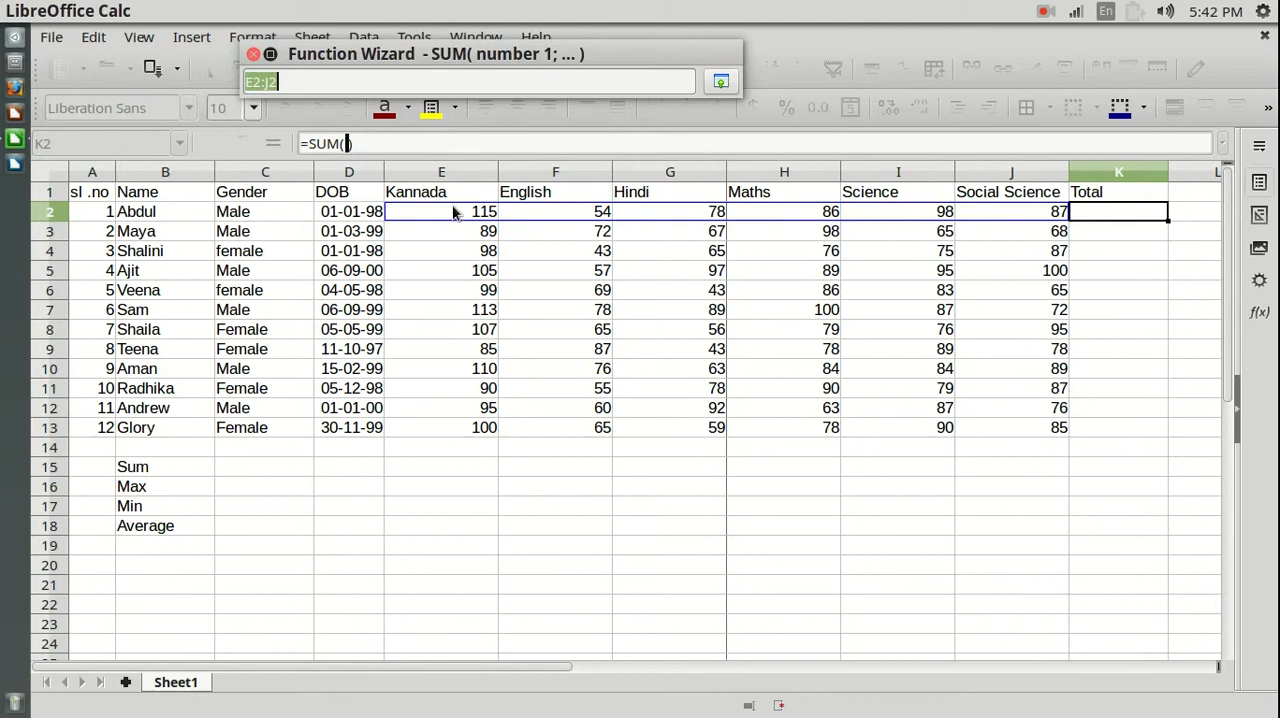 LibreOffice Calc En 5:42 PM
File Edit View Insert Format Sheet Data Tools Window Help
Function Wizard - SUM( number 1; ... )
E2:J2
Liberation Sans 10 a % 0.0 »
K2 = =SUM( )
A B C D E F G H I J K L
1 sl .no Name Gender DOB Kannada English Hindi Maths Science Social Science Total
2 1 Abdul Male 01-01-98 115 54 78 86 98 87
3 2 Maya Male 01-03-99 89 72 67 98 65 68
4 3 Shalini female 01-01-98 98 43 65 76 75 87
5 4 Ajit Male 06-09-00 105 57 97 89 95 100
6 5 Veena female 04-05-98 99 69 43 86 83 65
7 6 Sam Male 06-09-99 113 78 89 100 87 72
8 7 Shaila Female 05-05-99 107 65 56 79 76 95
9 8 Teena Female 11-10-97 85 87 43 78 89 78
10 9 Aman Male 15-02-99 110 76 63 84 84 89
11 10 Radhika Female 05-12-98 90 55 78 90 79 87
12 11 Andrew Male 01-01-00 95 60 92 63 87 76
13 12 Glory Female 30-11-99 100 65 59 78 90 85
14
15 Sum
16 Max
17 Min
18 Average
19
20
21
22
23
24
Sheet1
f(x)